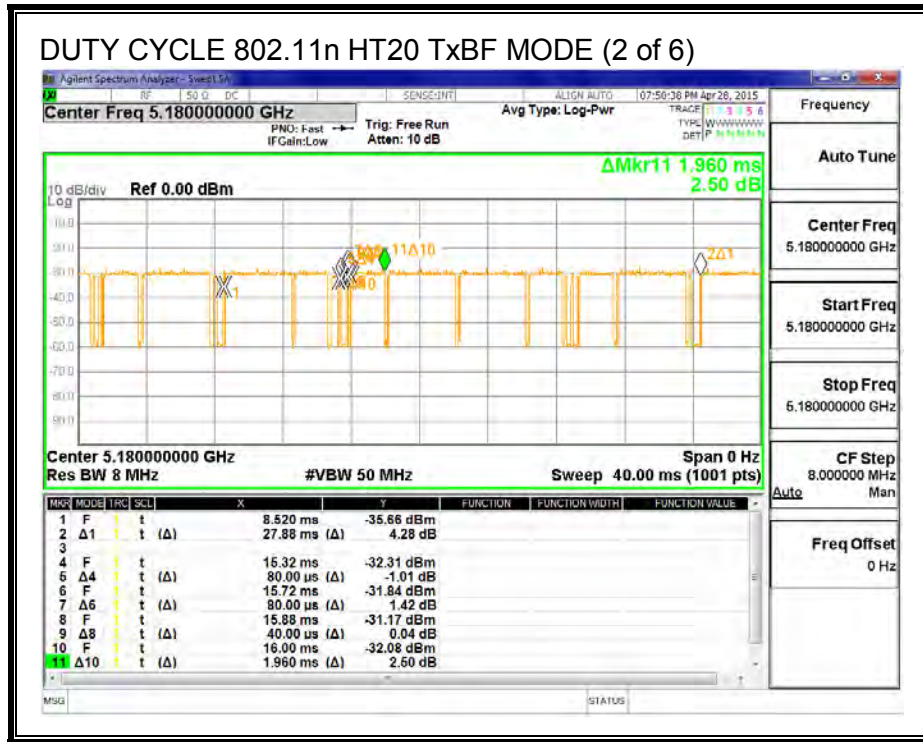 DUTY CYCLE 802.11n HT20 TxBF MODE (2 of 6)
Agilent Spectrum Analyzer - Swept SA
RF 50 Ω DC SENSE:INT ALIGN AUTO 07:50:38 PM Apr 28, 2015
Center Freq 5.180000000 GHz
PNO: Fast
IFGain:Low
Trig: Free Run
Atten: 10 dB
Avg Type: Log-Pwr
TRACE
TYPE
DET
ΔMkr11 1.960 ms
2.50 dB
10 dB/div Ref 0.00 dBm
Log
-40.0
-50.0
-60.0
-70.0
11Δ10
2Δ1
1
Center 5.180000000 GHz Span 0 Hz
Res BW 8 MHz #VBW 50 MHz Sweep 40.00 ms (1001 pts)
MKR MODE TRC SCL X Y FUNCTION FUNCTION WIDTH FUNCTION VALUE
1 F 1 t 8.520 ms -35.66 dBm
2 Δ1 1 t (Δ) 27.88 ms (Δ) 4.28 dB
3
4 F 1 t 15.32 ms -32.31 dBm
5 Δ4 1 t (Δ) 80.00 µs (Δ) -1.01 dB
6 F 1 t 15.72 ms -31.84 dBm
7 Δ6 1 t (Δ) 80.00 µs (Δ) 1.42 dB
8 F 1 t 15.88 ms -31.17 dBm
9 Δ8 1 t (Δ) 40.00 µs (Δ) 0.04 dB
10 F 1 t 16.00 ms -32.08 dBm
11 Δ10 1 t (Δ) 1.960 ms (Δ) 2.50 dB
MSG STATUS
Frequency
Auto Tune
Center Freq
5.180000000 GHz
Start Freq
5.180000000 GHz
Stop Freq
5.180000000 GHz
CF Step
8.000000 MHz
Auto Man
Freq Offset
0 Hz